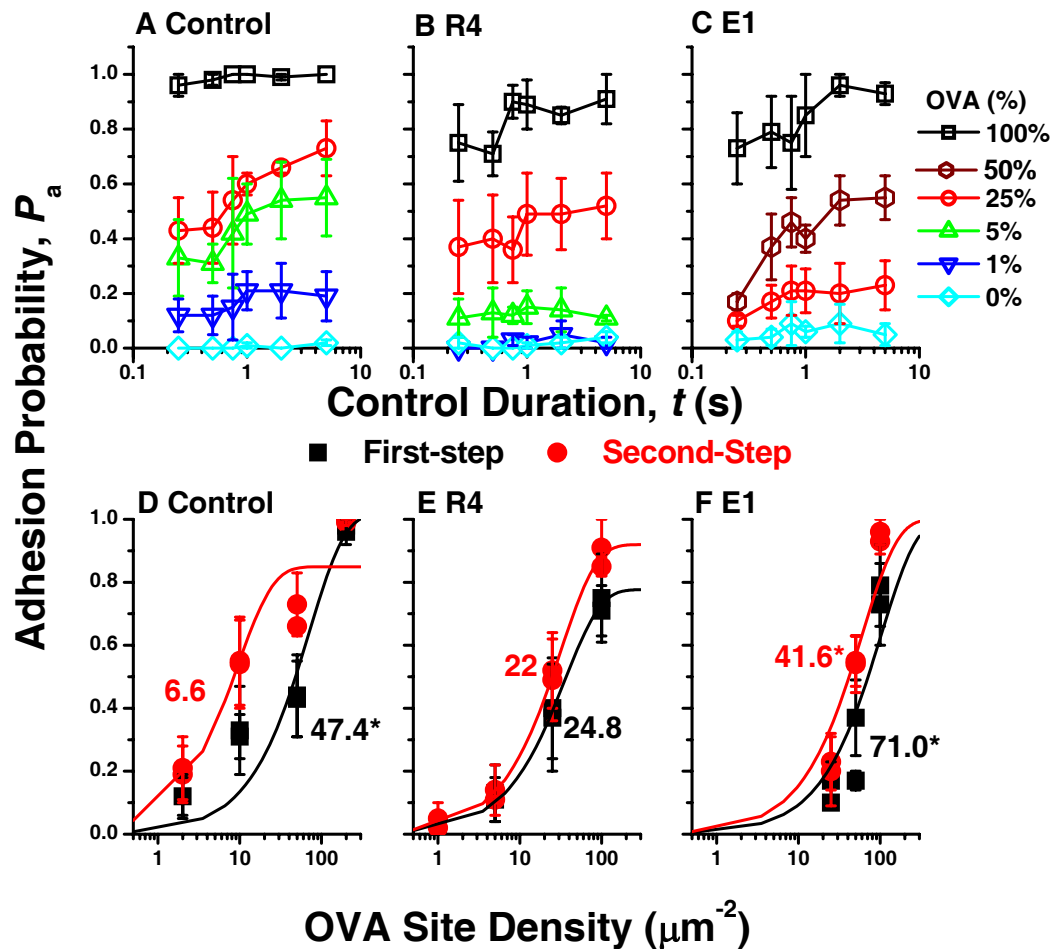 A Control
B R4
C E1
OVA (%)
100%
50%
25%
5%
1%
0%
1.0
0.8
0.6
0.4
0.2
0.0
0.1 1 10
0.1 1 10
0.1 1 10
Adhesion Probability, Pa
Control Duration, t (s)
First-step Second-Step
D Control
E R4
F E1
1.0
0.8
0.6
0.4
0.2
0.0
6.6
47.4*
22
24.8
41.6*
71.0*
1 10 100
1 10 100
1 10 100
OVA Site Density (μm⁻²)